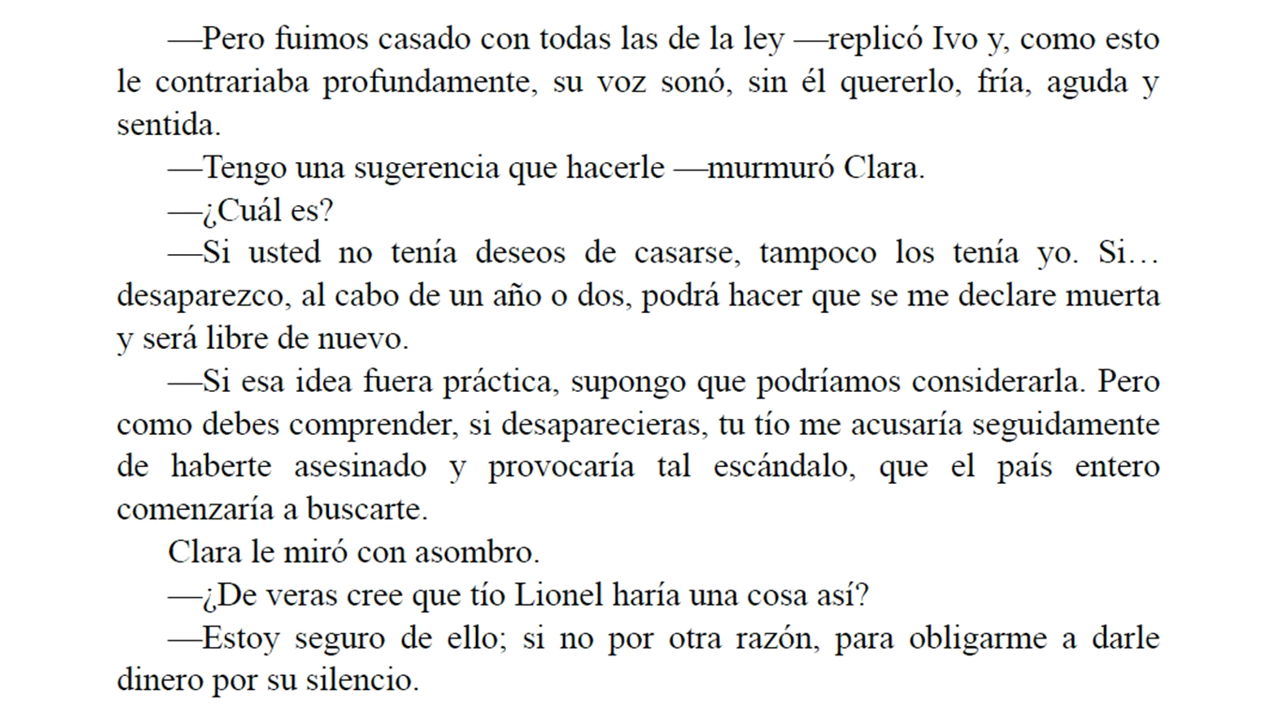 —Pero fuimos casado con todas las de la ley —replicó Ivo y, como esto
le contrariaba profundamente, su voz sonó, sin él quererlo, fría, aguda y
sentida.
—Tengo una sugerencia que hacerle —murmuró Clara.
—¿Cuál es?
—Si usted no tenía deseos de casarse, tampoco los tenía yo. Si…
desaparezco, al cabo de un año o dos, podrá hacer que se me declare muerta
y será libre de nuevo.
—Si esa idea fuera práctica, supongo que podríamos considerarla. Pero
como debes comprender, si desaparecieras, tu tío me acusaría seguidamente
de haberte asesinado y provocaría tal escándalo, que el país entero
comenzaría a buscarte.
Clara le miró con asombro.
—¿De veras cree que tío Lionel haría una cosa así?
—Estoy seguro de ello; si no por otra razón, para obligarme a darle
dinero por su silencio.